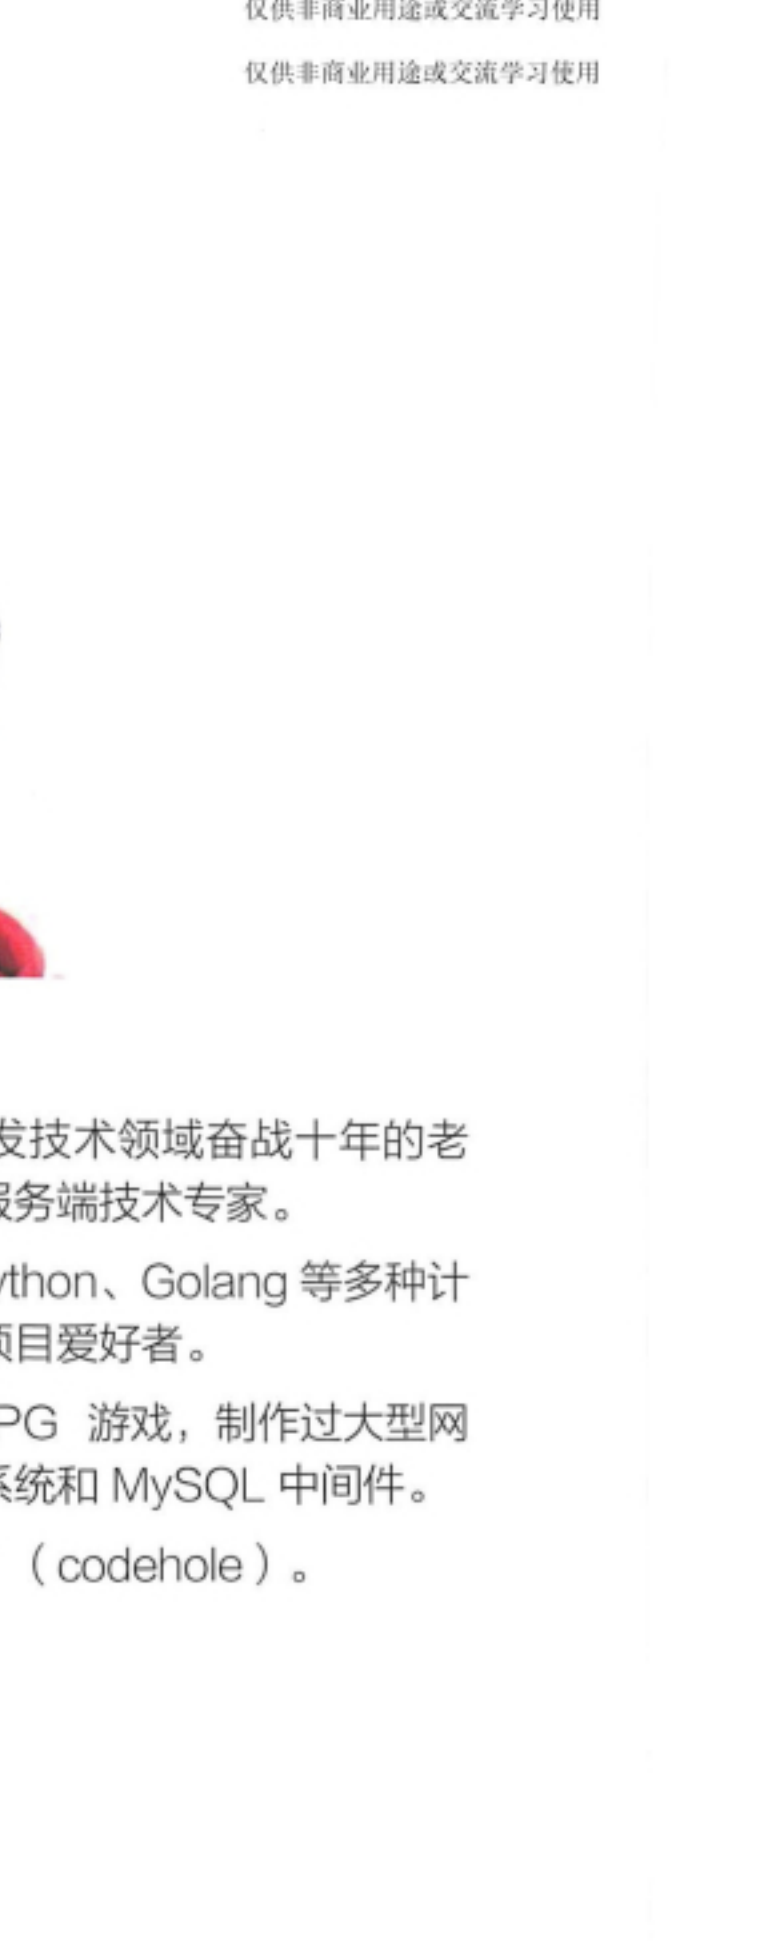 仅供非商业用途或交流学习使用
仅供非商业用途或交流学习使用
发技术领域奋战十年的老
服务端技术专家。
ython、Golang 等多种计
项目爱好者。
PG 游戏，制作过大型网
系统和 MySQL 中间件。
（codehole）。